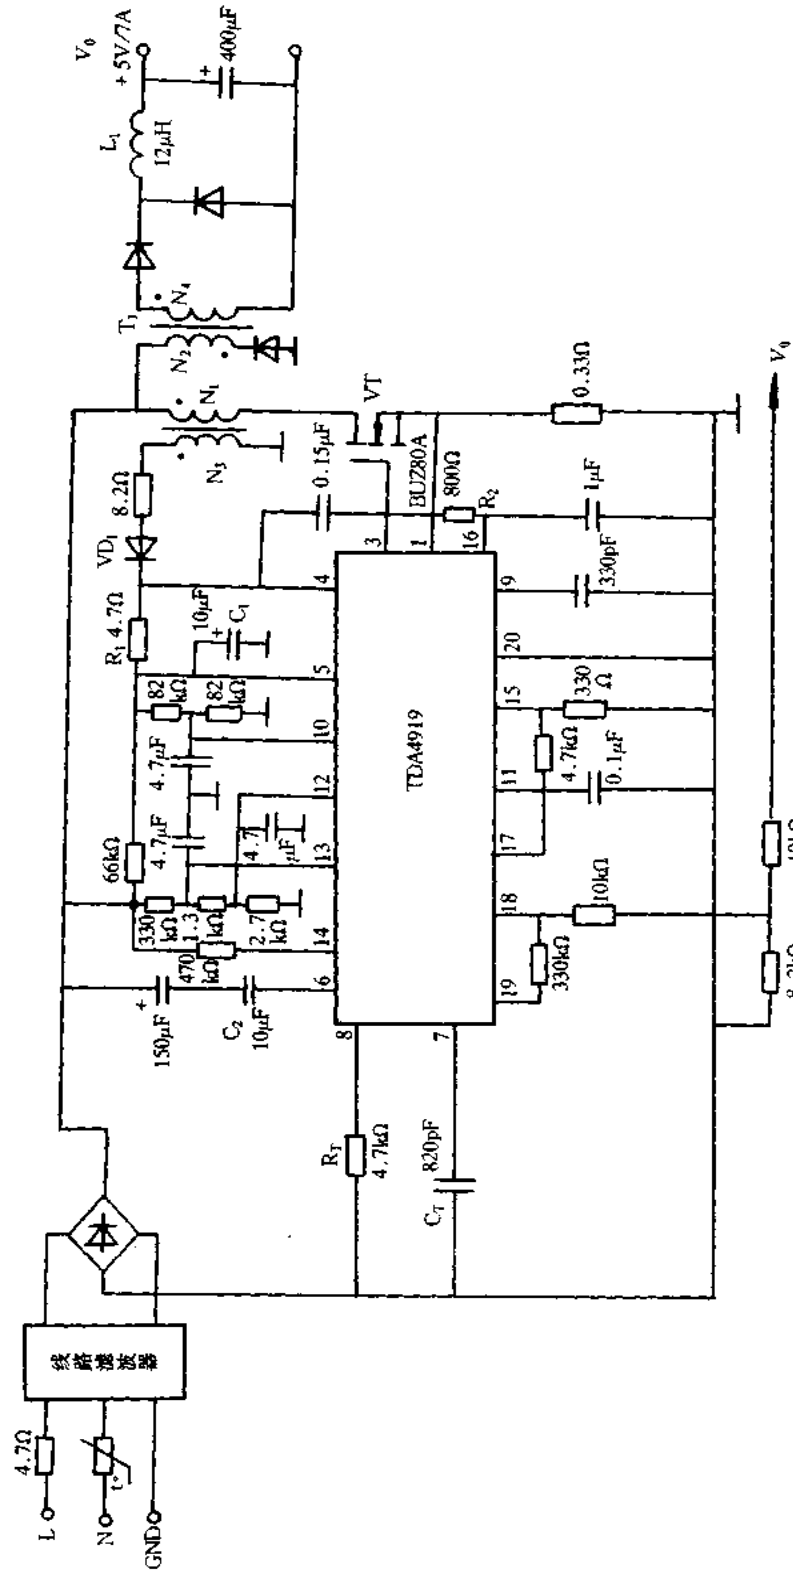 L
4.7Ω
N
t°
GND
线路滤波器
150μF
+
C₂
10μF
470
kΩ
330
kΩ
1.3
kΩ
2.7
kΩ
66kΩ
4.7μF
4.7
μF
4.7μF
82
kΩ
82
kΩ
R₁ 4.7Ω
10μF
+
C₁
VD₁
8.2Ω
N₃
N₁
N₂
T₁
N₄
L₁
12μH
V₀
+5V/7A
+
400μF
0.15μF
VT
BUZ80A
6
14
13
12
10
5
4
8
7
TDA4919
3
1
16
19
18
17
11
15
20
9
R_T
4.7kΩ
C_T
820pF
330kΩ
10kΩ
4.7kΩ
0.1μF
330
Ω
330pF
800Ω
R₂
1μF
0.33Ω
V₀